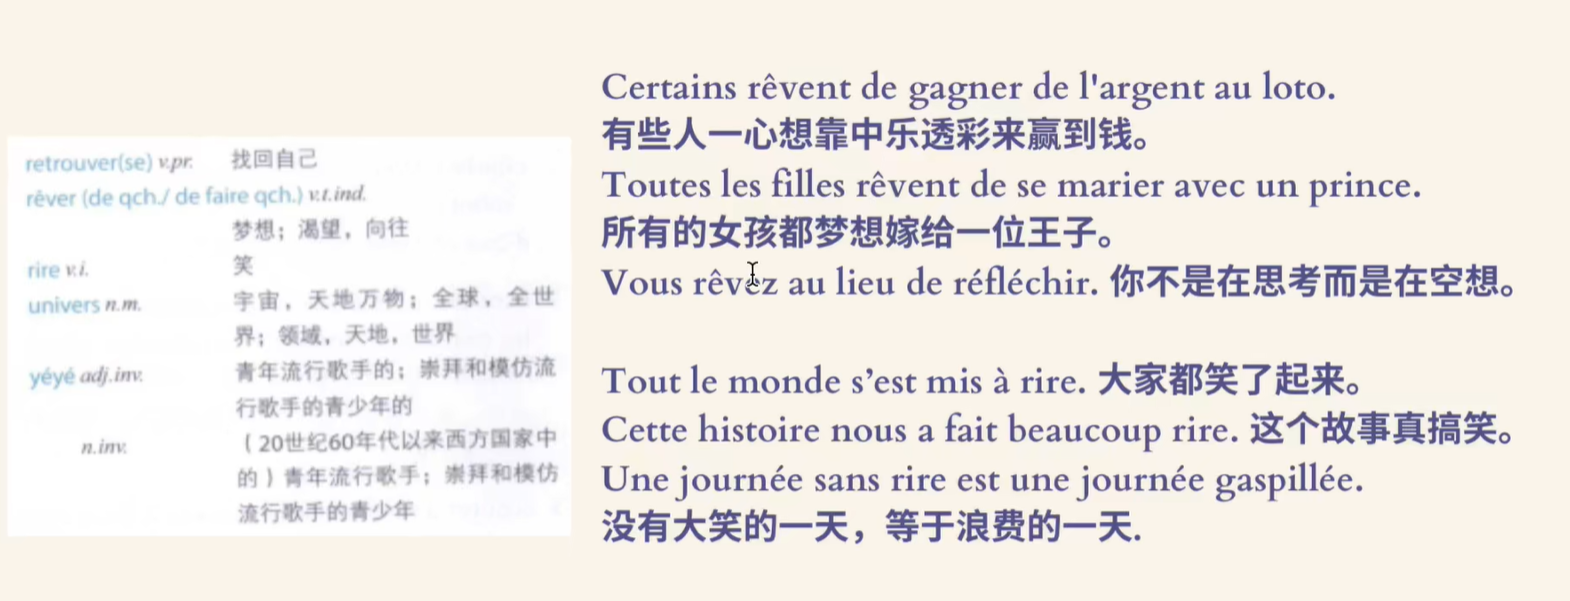 retrouver(se) v.pr. 找回自己
rêver (de qch./ de faire qch.) v.t.ind.
梦想；渴望，向往
rire v.i. 笑
univers n.m. 宇宙，天地万物；全球，全世
界；领域，天地，世界
yéyé adj.inv. 青年流行歌手的；崇拜和模仿流
行歌手的青少年的
n.inv. （20世纪60年代以来西方国家中
的）青年流行歌手；崇拜和模仿
流行歌手的青少年
Certains rêvent de gagner de l'argent au loto.
有些人一心想靠中乐透彩来赢到钱。
Toutes les filles rêvent de se marier avec un prince.
所有的女孩都梦想嫁给一位王子。
Vous rêvez au lieu de réfléchir. 你不是在思考而是在空想。
Tout le monde s’est mis à rire. 大家都笑了起来。
Cette histoire nous a fait beaucoup rire. 这个故事真搞笑。
Une journée sans rire est une journée gaspillée.
没有大笑的一天，等于浪费的一天.